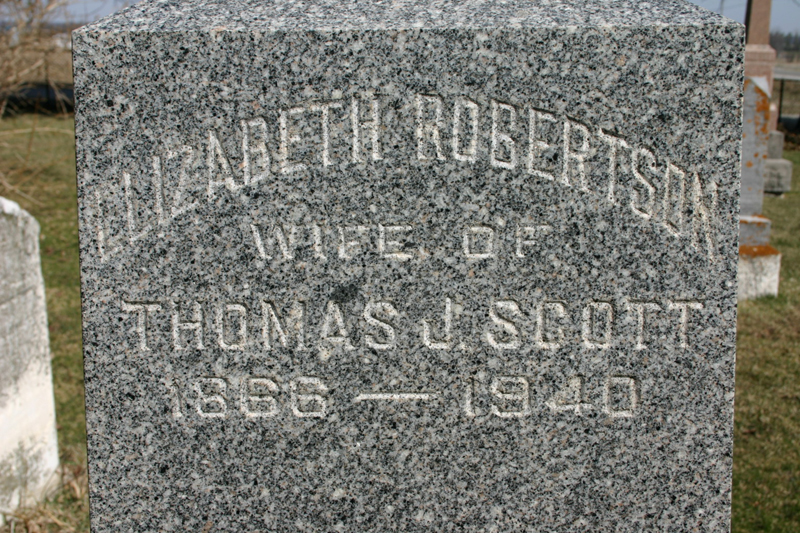 ELIZABETH ROBERTSON
WIFE OF
THOMAS J. SCOTT
1866 — 1940